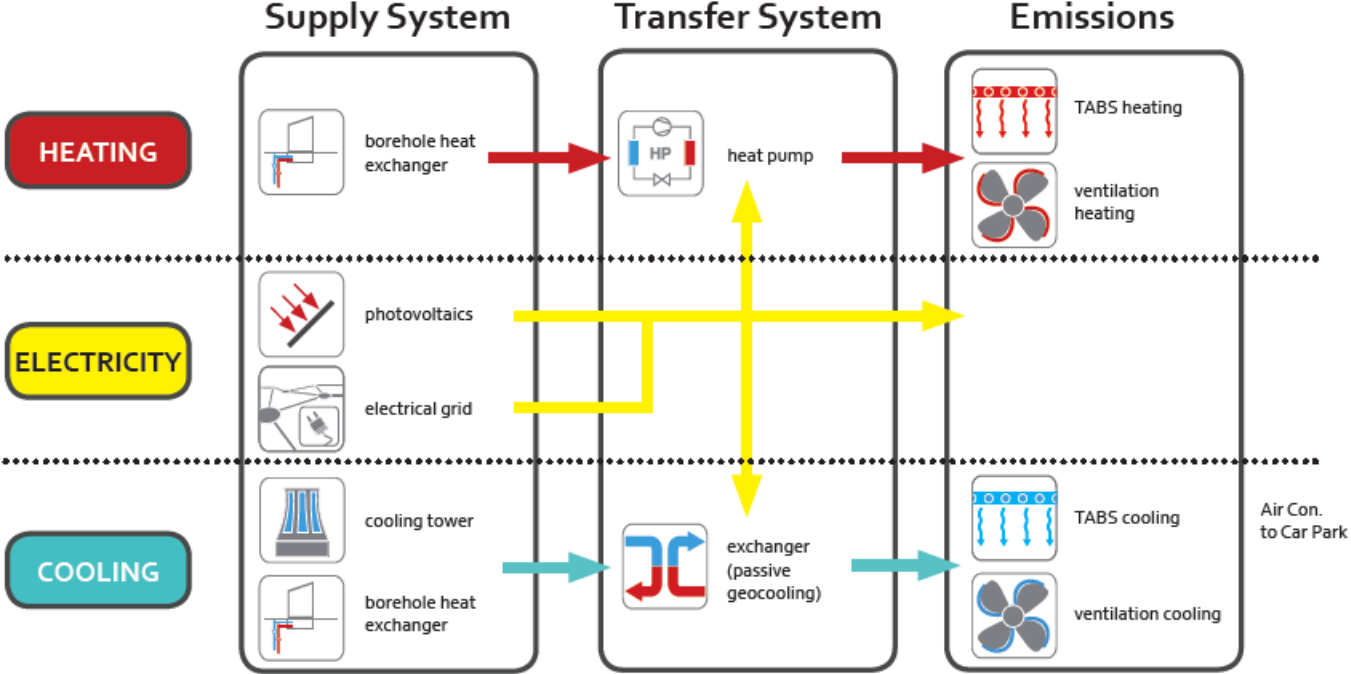 Supply System
Transfer System
Emissions
HEATING
borehole heat
exchanger
HP
heat pump
TABS heating
ventilation
heating
ELECTRICITY
photovoltaics
electrical grid
COOLING
cooling tower
borehole heat
exchanger
exchanger
(passive
geocooling)
TABS cooling
ventilation cooling
Air Con.
to Car Park